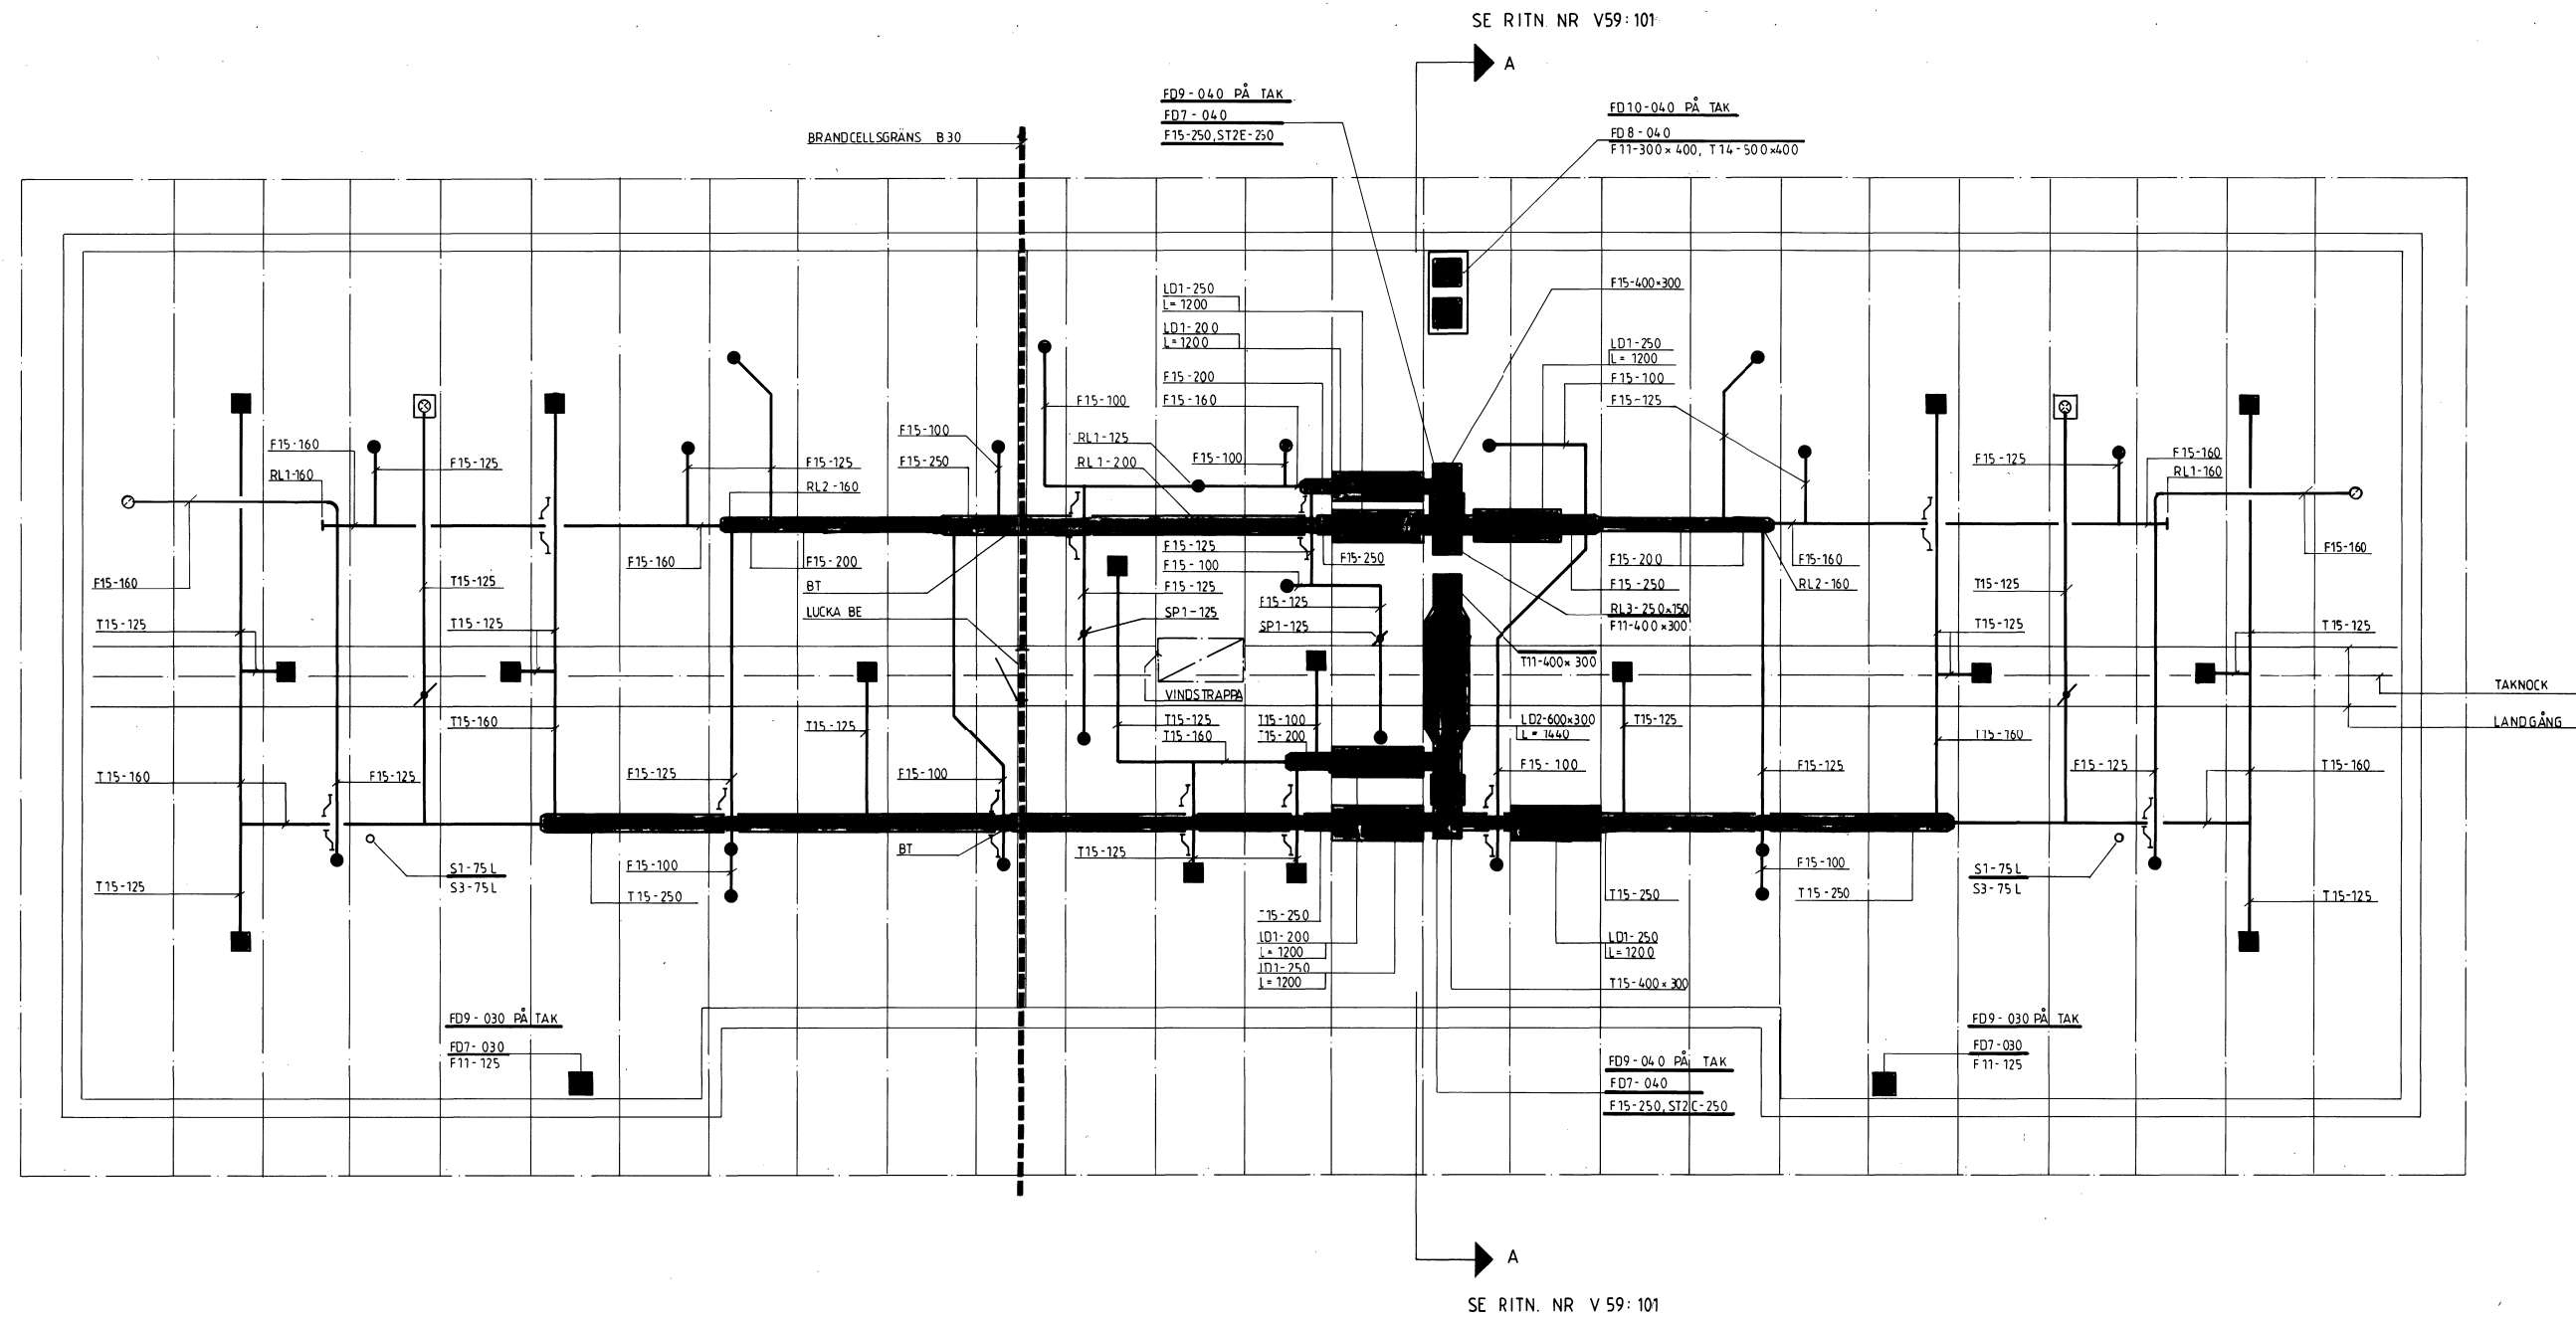 SE RITN. NR V59:101
A
FD9-040 PÅ TAK
FD7-040
F15-250, ST2E-250
FD10-040 PÅ TAK
FD8-040
F11-300×400, T14-500×400
BRANDCELLSGRÄNS B30
LD1-250
L=1200
LD1-200
L=1200
F15-200
F15-160
F15-400×300
LD1-250
L=1200
F15-100
F15-125
F15-160
RL1-160
F15-125
F15-125
RL2-160
F15-100
F15-250
F15-100
RL1-125
RL1-200
F15-100
F15-125
F15-160
RL1-160
F15-160
T15-125
F15-160
F15-200
BT
LUCKA BE
F15-125
F15-100
F15-125
SP1-125
F15-250
F15-125
SP1-125
F15-200
F15-250
RL3-250×150
F11-400×300
T11-400×300
F15-160
RL2-160
T15-125
F15-160
T15-125
T15-125
T15-125
T15-125
VINDSTRAPPA
TAKNOCK
LANDGÅNG
T15-160
T15-125
T15-125
T15-160
T15-100
T15-200
LD2-600×300
L=1440
T15-125
T15-160
T15-160
F15-125
F15-125
F15-100
F15-100
F15-125
F15-125
T15-160
T15-125
S1-75L
S3-75L
F15-100
T15-250
BT
T15-125
T15-250
F15-100
T15-250
S1-75L
S3-75L
T15-125
T15-250
LD1-200
L=1200
LD1-250
L=1200
LD1-250
L=1200
T15-400×300
FD9-030 PÅ TAK
FD7-030
F11-125
FD9-040 PÅ TAK
FD7-040
F15-250, ST2C-250
FD9-030 PÅ TAK
FD7-030
F11-125
A
SE RITN. NR V59:101